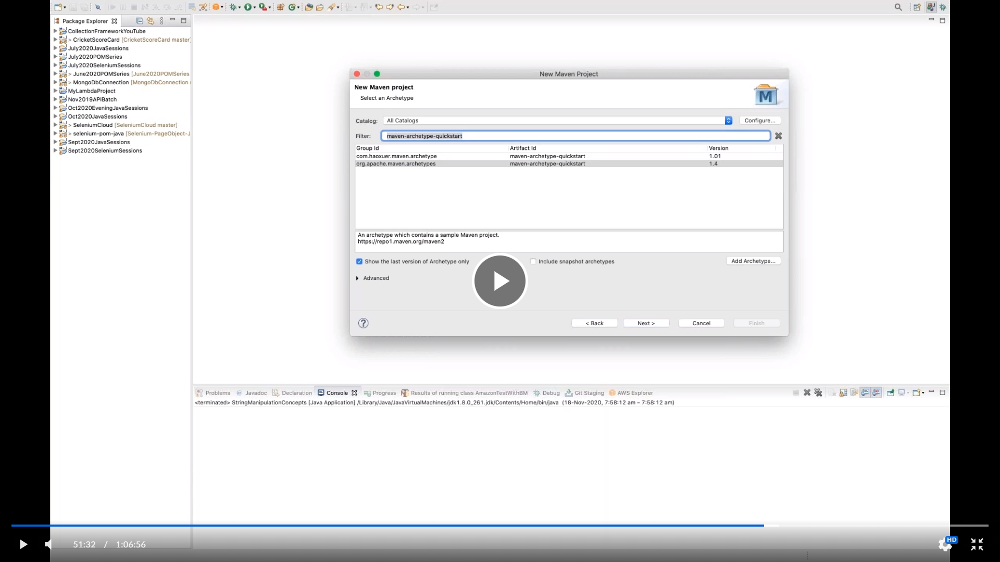 Package Explorer
CollectionFrameworkYouTube
> CricketScoreCard [CricketScoreCard master]
July2020JavaSessions
July2020POMSeries
July2020SeleniumSessions
> June2020POMSeries [June2020POMSeries
> MongoDbConnection [MongoDbConnection
MyLambdaProject
Nov2019APIBatch
Oct2020EveningJavaSessions
Oct2020JavaSessions
> SeleniumCloud [SeleniumCloud master]
> selenium-pom-java [Selenium-PageObject-J
Sept2020JavaSessions
Sept2020SeleniumSessions
New Maven Project
New Maven project
Select an Archetype
M
Catalog: All Catalogs Configure...
Filter: maven-archetype-quickstart
Group Id Artifact Id Version
com.haoxuer.maven.archetype maven-archetype-quickstart 1.01
org.apache.maven.archetypes maven-archetype-quickstart 1.4
An archetype which contains a sample Maven project.
https://repo1.maven.org/maven2
Show the last version of Archetype only Include snapshot archetypes Add Archetype...
Advanced
? < Back Next > Cancel Finish
Problems @ Javadoc Declaration Console Progress Results of running class AmazonTestWithBM Debug Git Staging AWS Explorer
<terminated> StringManipulationConcepts [Java Application] /Library/Java/JavaVirtualMachines/jdk1.8.0_261.jdk/Contents/Home/bin/java (18-Nov-2020, 7:58:12 am – 7:58:12 am)
51:32 / 1:06:56 HD